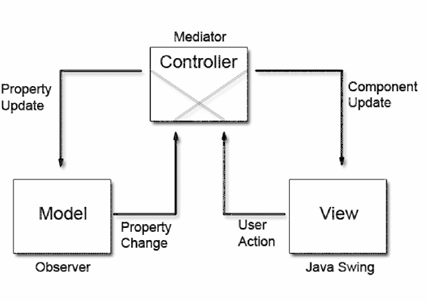 Mediator
Controller
Property
Update
Component
Update
Model
Property
Change
User
Action
View
Observer
Java Swing